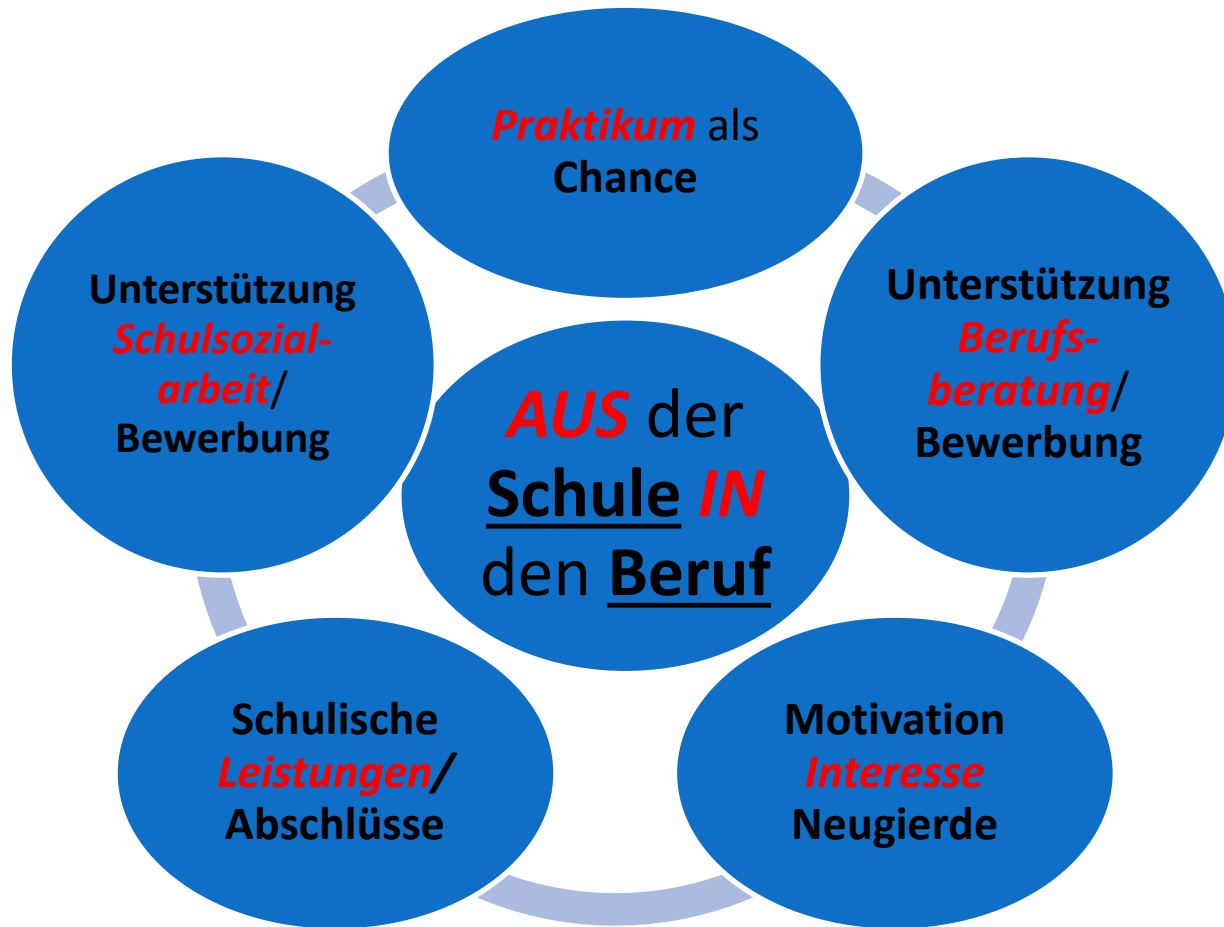 Praktikum als
Chance
Unterstützung
Schulsozial-
arbeit/
Bewerbung
Unterstützung
Berufs-
beratung/
Bewerbung
AUS der
Schule IN
den Beruf
Schulische
Leistungen/
Abschlüsse
Motivation
Interesse
Neugierde